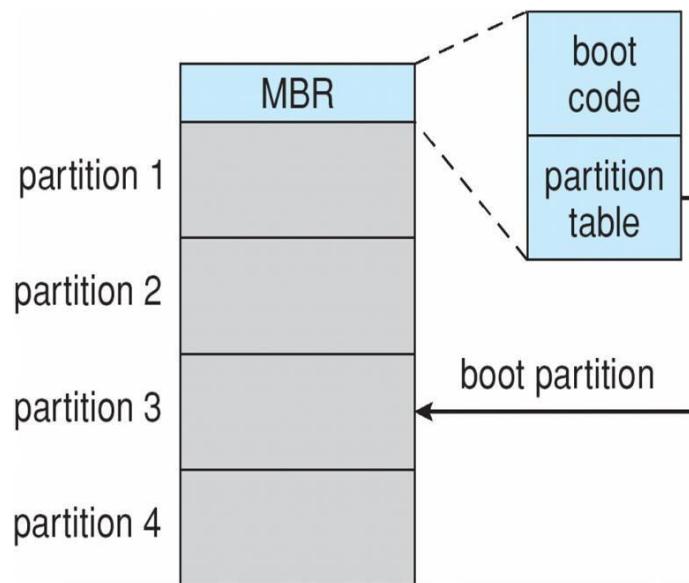 MBR
boot
code
partition
table
partition 1
partition 2
boot partition
partition 3
partition 4